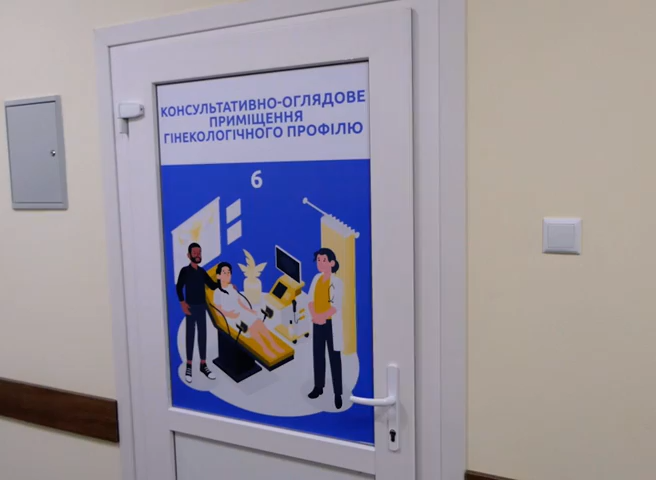 КОНСУЛЬТАТИВНО-ОГЛЯДОВЕ
ПРИМІЩЕННЯ
ГІНЕКОЛОГІЧНОГО ПРОФІЛЮ
6